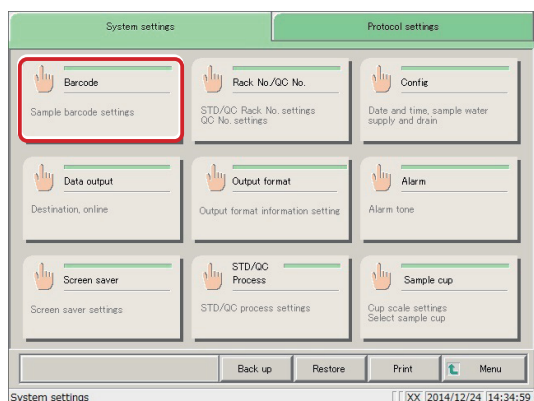 System settings
Protocol settings
Barcode
Sample barcode settings
Rack No./QC No.
STD/QC Rack No. settings
QC No. settings
Config
Date and time, sample water
supply and drain
Data output
Destination, online
Output format
Output format information setting
Alarm
Alarm tone
Screen saver
Screen saver settings
STD/QC
Process
STD/QC process settings
Sample cup
Cup scale settings
Select sample cup
Back up
Restore
Print
Menu
System settings
XX 2014/12/24 14:34:59